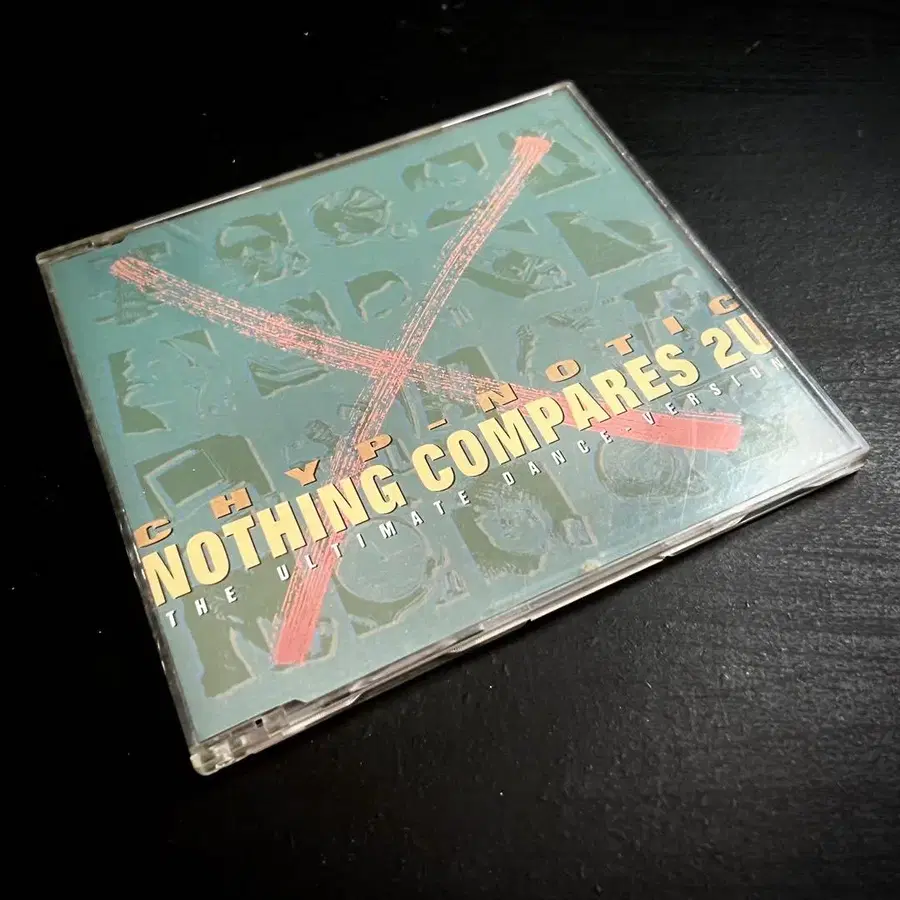 CHYP-NOTIC
NOTHING COMPARES 2U
THE ULTIMATE DANCE-VERSION